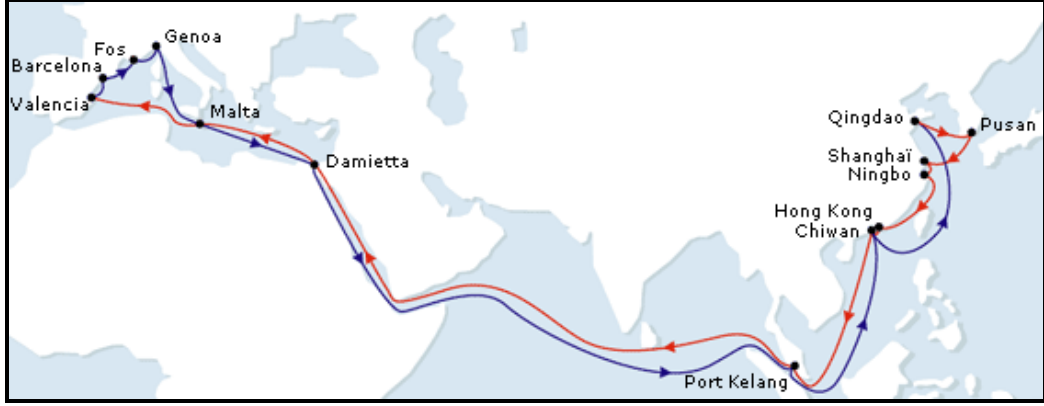 Genoa
Fos
Barcelona
Valencia
Malta
Damietta
Qingdao
Pusan
Shanghaï
Ningbo
Hong Kong
Chiwan
Port Kelang